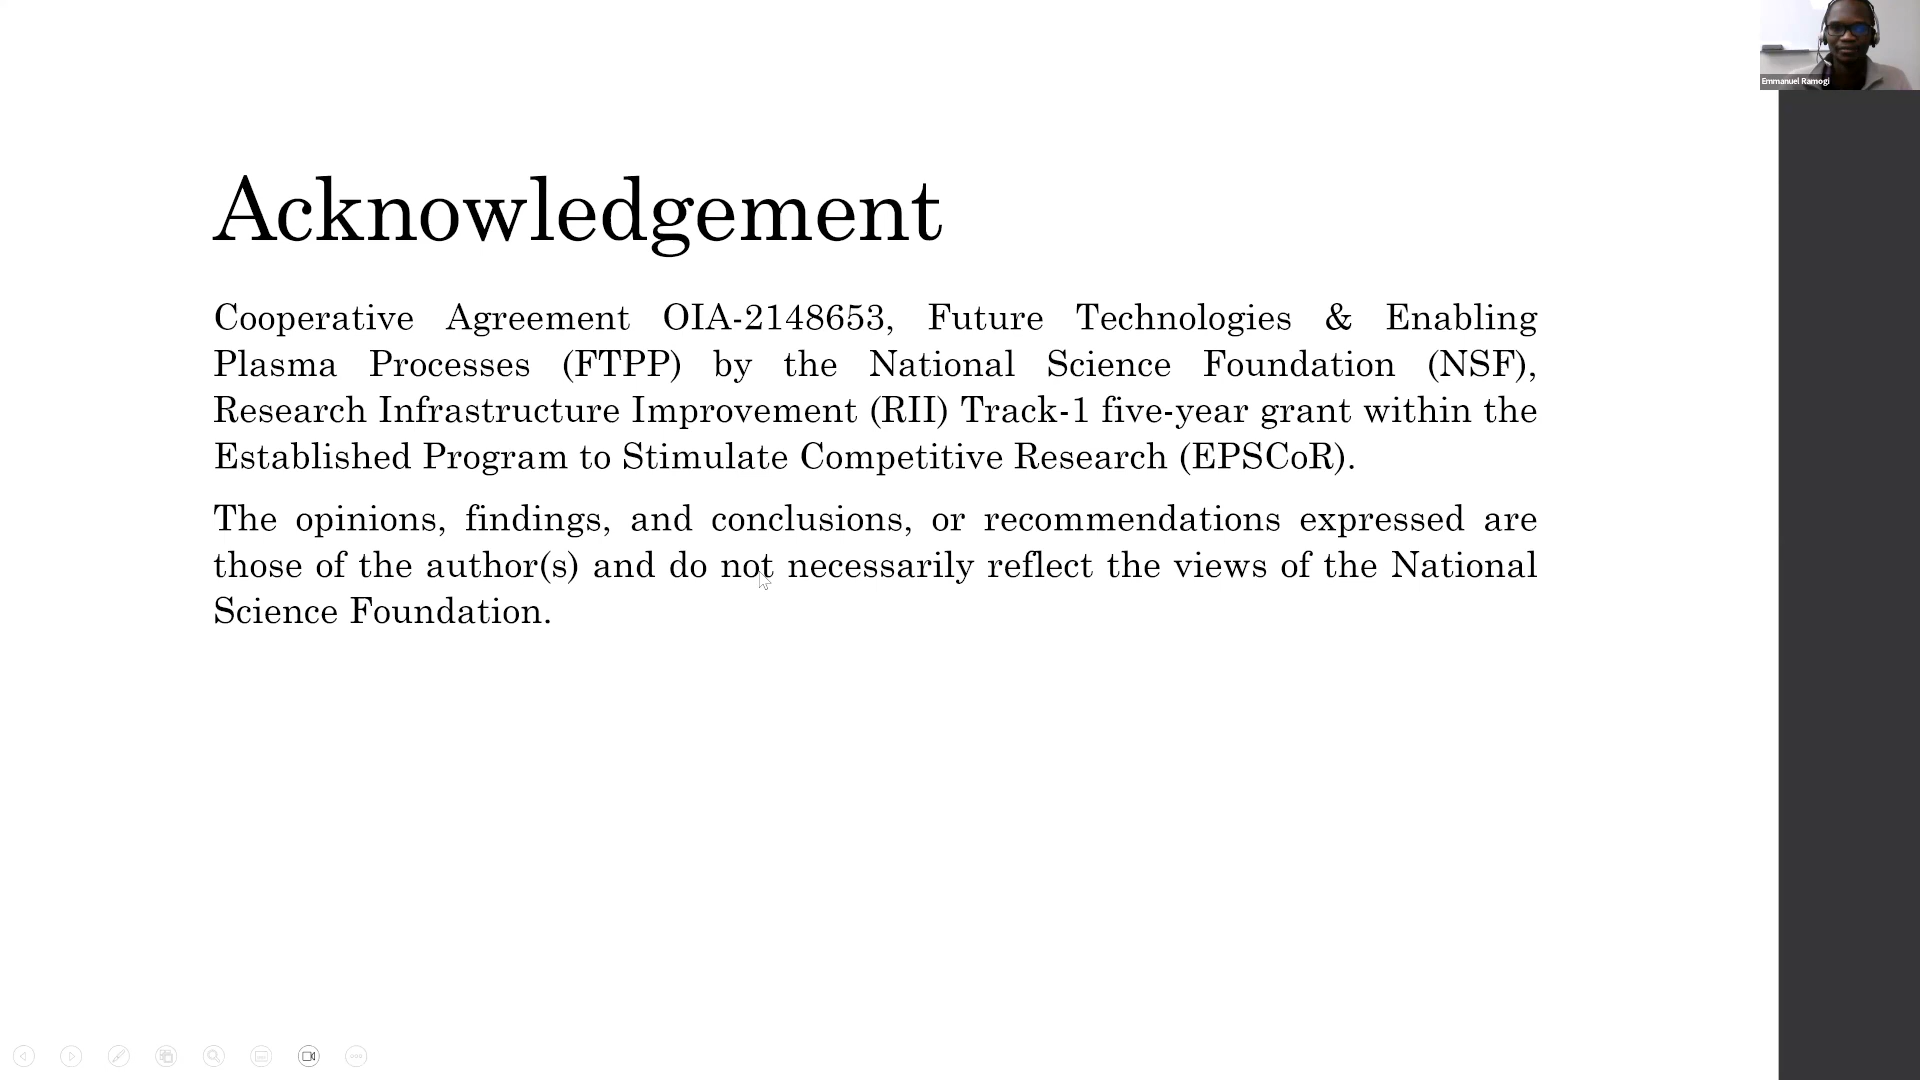 Emmanuel Ramogi
Acknowledgement
Cooperative Agreement OIA-2148653, Future Technologies & Enabling
Plasma Processes (FTPP) by the National Science Foundation (NSF),
Research Infrastructure Improvement (RII) Track-1 five-year grant within the
Established Program to Stimulate Competitive Research (EPSCoR).
The opinions, findings, and conclusions, or recommendations expressed are
those of the author(s) and do not necessarily reflect the views of the National
Science Foundation.